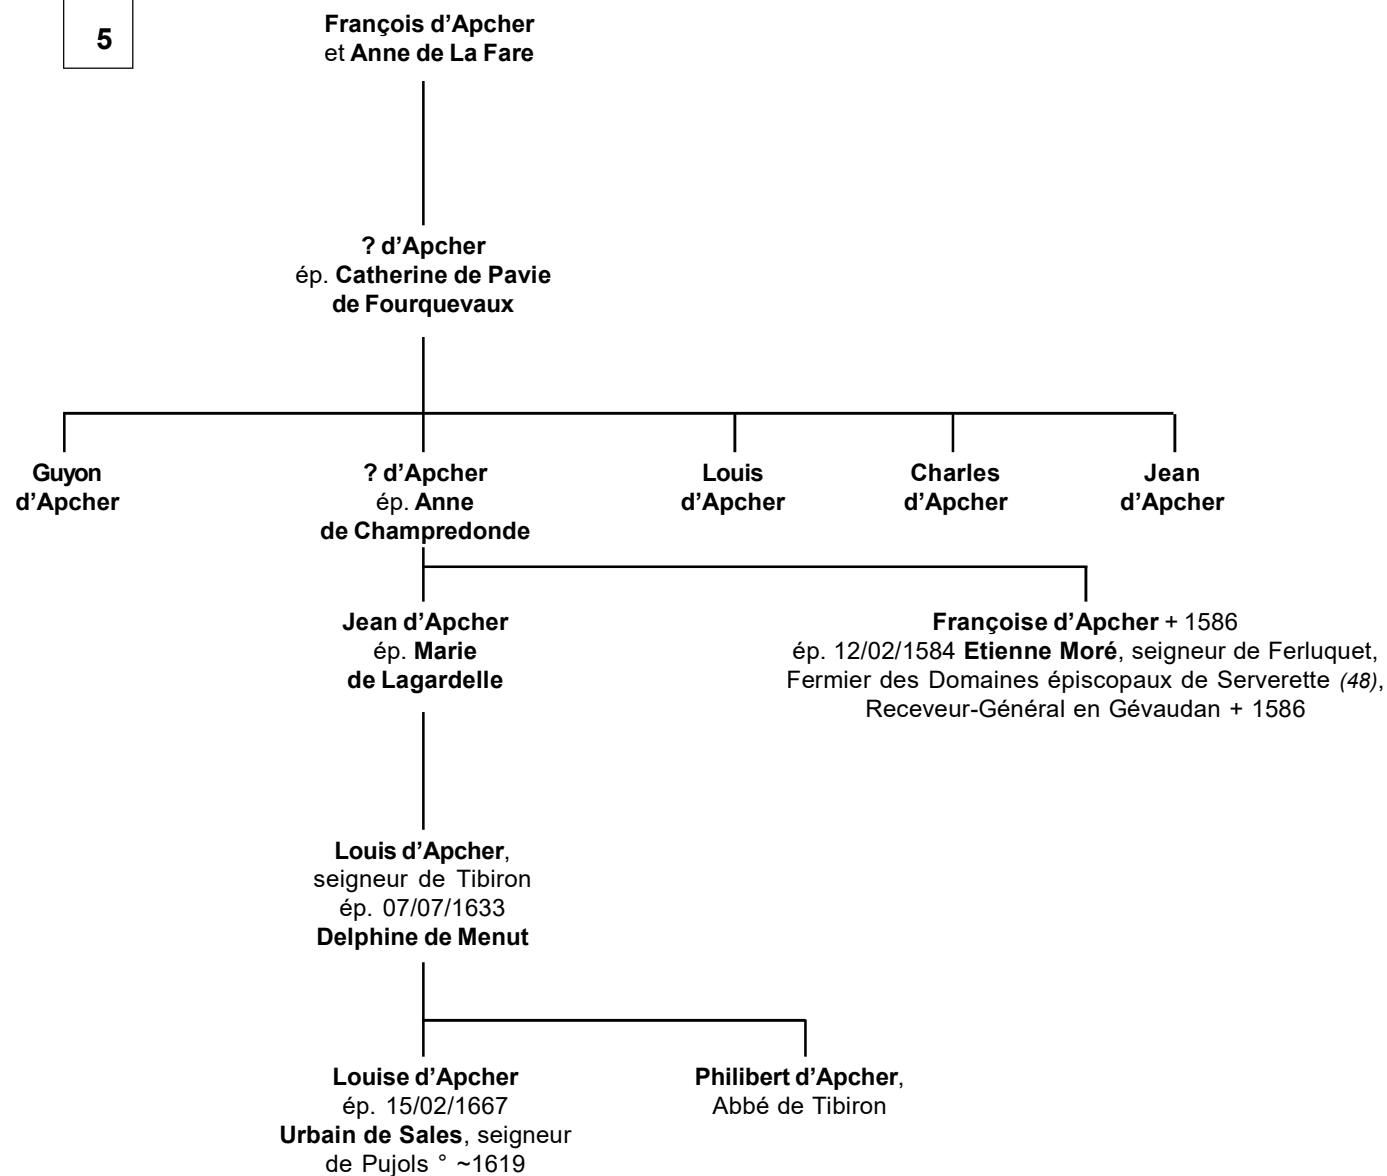 5
François d’Apcher
et Anne de La Fare
? d’Apcher
ép. Catherine de Pavie
de Fourquevaux
Guyon
d’Apcher
? d’Apcher
ép. Anne
de Champredonde
Louis
d’Apcher
Charles
d’Apcher
Jean
d’Apcher
Jean d’Apcher
ép. Marie
de Lagardelle
Françoise d’Apcher + 1586
ép. 12/02/1584 Etienne Moré, seigneur de Ferluquet,
Fermier des Domaines épiscopaux de Serverette (48),
Receveur-Général en Gévaudan + 1586
Louis d’Apcher,
seigneur de Tibiron
ép. 07/07/1633
Delphine de Menut
Louise d’Apcher
ép. 15/02/1667
Urbain de Sales, seigneur
de Pujols ° ~1619
Philibert d’Apcher,
Abbé de Tibiron